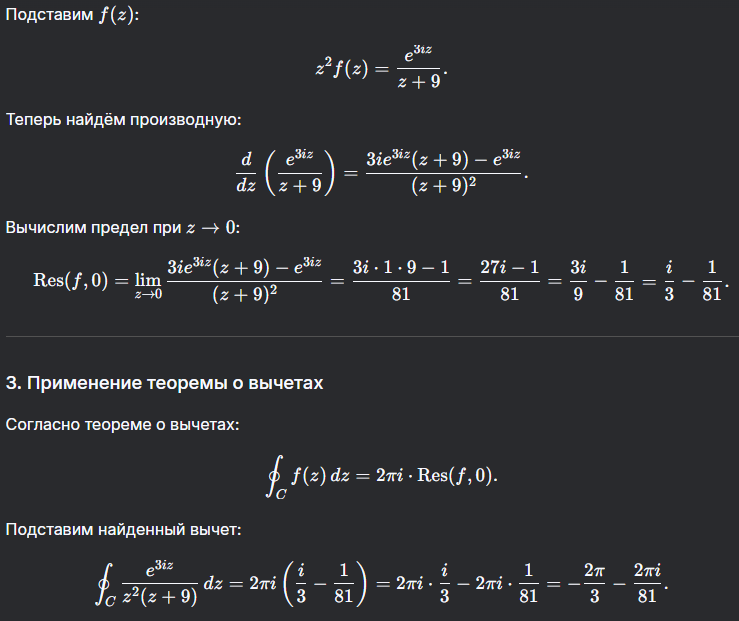 Подставим f(z):
z²f(z) = e^{3iz}/(z + 9).
Теперь найдём производную:
d/dz (e^{3iz}/(z + 9)) = (3ie^{3iz}(z + 9) − e^{3iz})/(z + 9)².
Вычислим предел при z → 0:
Res(f, 0) = lim_{z→0} (3ie^{3iz}(z + 9) − e^{3iz})/(z + 9)² = (3i · 1 · 9 − 1)/81 = (27i − 1)/81 = 3i/9 − 1/81 = i/3 − 1/81.
3. Применение теоремы о вычетах
Согласно теореме о вычетах:
∮_C f(z) dz = 2πi · Res(f, 0).
Подставим найденный вычет:
∮_C e^{3iz}/(z²(z + 9)) dz = 2πi (i/3 − 1/81) = 2πi · i/3 − 2πi · 1/81 = −2π/3 − 2πi/81.